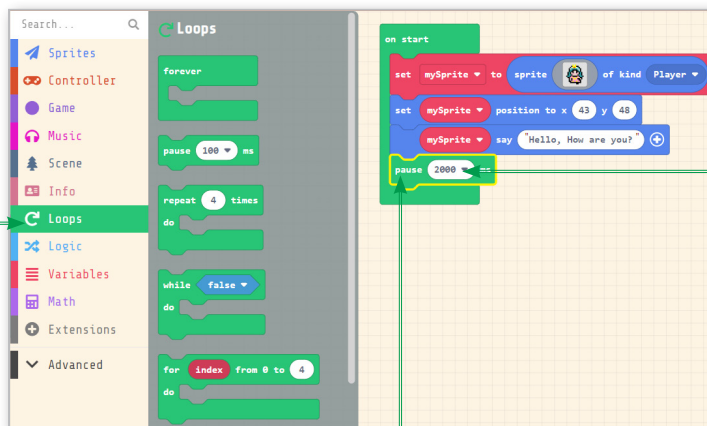 Search...
Sprites
Controller
Game
Music
Scene
Info
Loops
Logic
Variables
Math
Extensions
Advanced
Loops
forever
pause 100 ms
repeat 4 times
do
while false
do
for index from 0 to 4
do
on start
set mySprite to sprite of kind Player
set mySprite position to x 43 y 48
mySprite say "Hello, How are you?"
pause 2000 ms